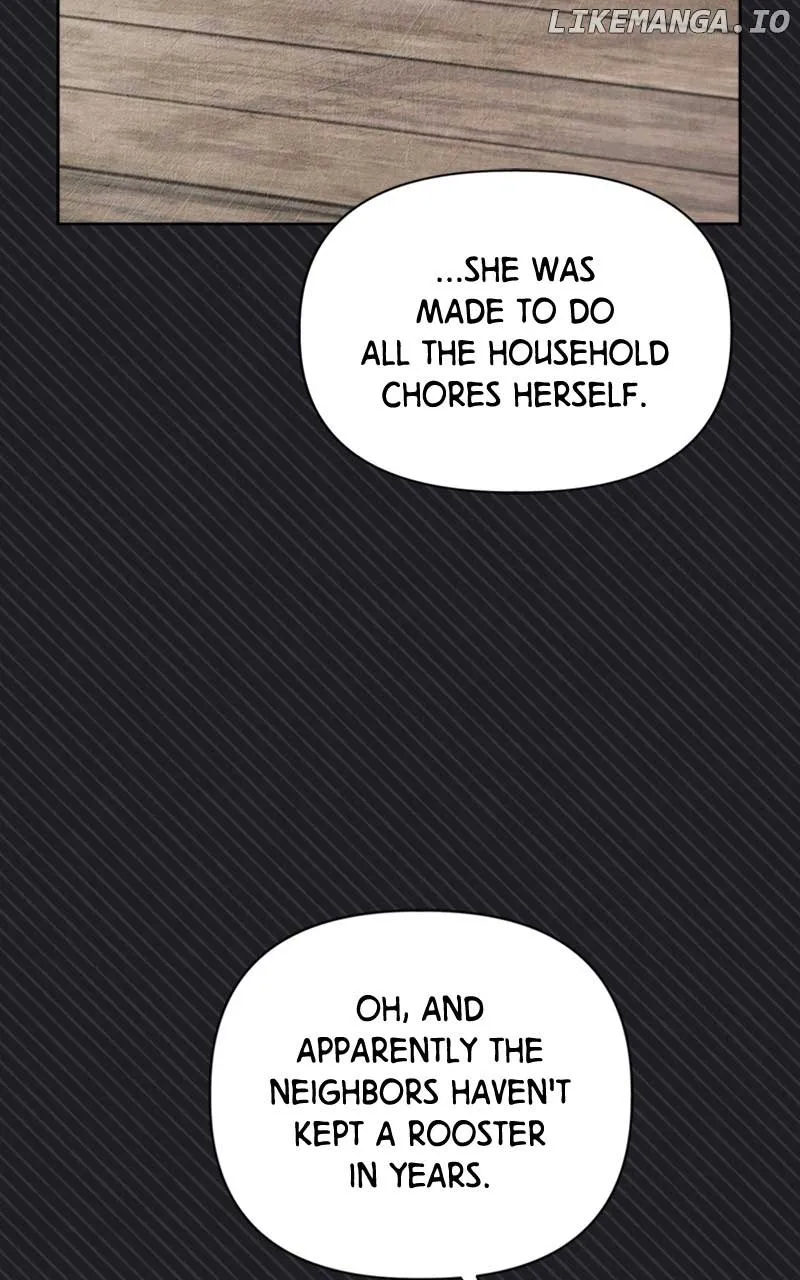 LIKEMANGA.IO
...SHE WAS
MADE TO DO
ALL THE HOUSEHOLD
CHORES HERSELF.
OH, AND
APPARENTLY THE
NEIGHBORS HAVEN'T
KEPT A ROOSTER
IN YEARS.